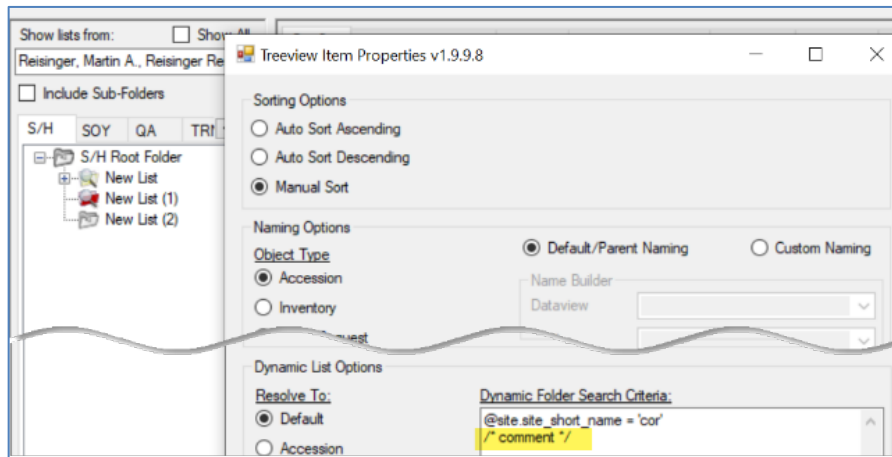 Show lists from:
Reisinger, Martin A., Reisinger Re
Include Sub-Folders
S/H SOY QA
S/H Root Folder
New List
New List (1)
New List (2)
Treeview Item Properties v1.9.9.8
Sorting Options
Auto Sort Ascending
Auto Sort Descending
Manual Sort
Naming Options
Object Type
Accession
Inventory
Default/Parent Naming
Custom Naming
Name Builder
Dataview
Dynamic List Options
Resolve To:
Default
Accession
Dynamic Folder Search Criteria:
@site.site_short_name = 'cor'
/* comment */